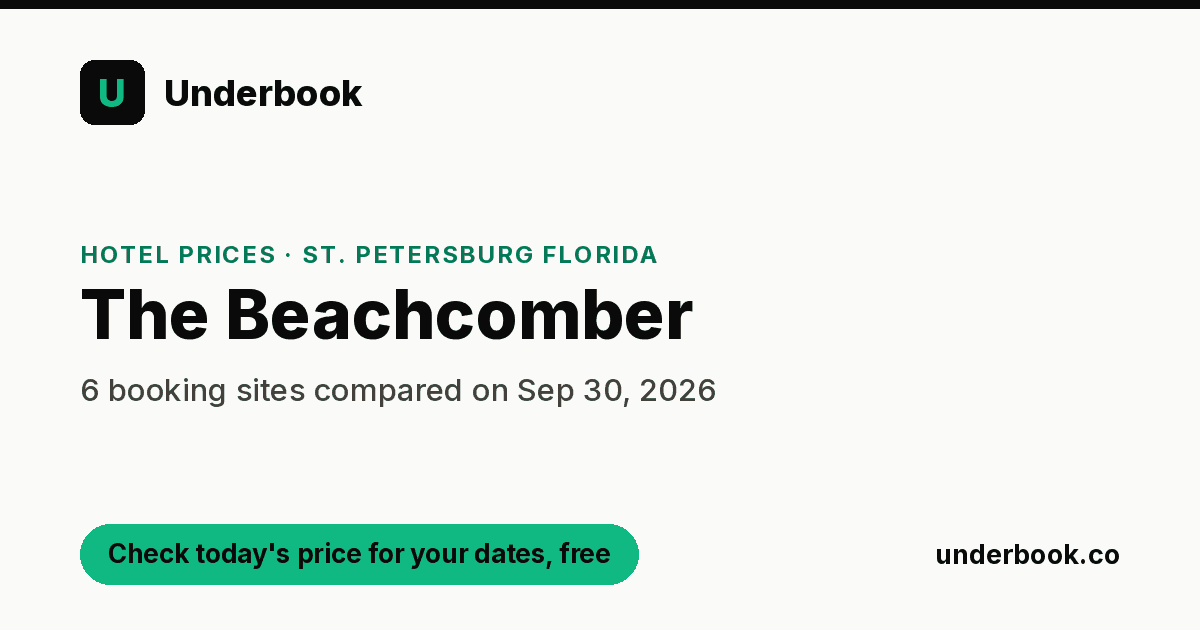 U Underbook
HOTEL PRICES · ST. PETERSBURG FLORIDA
The Beachcomber
6 booking sites compared on Sep 30, 2026
Check today's price for your dates, free
underbook.co